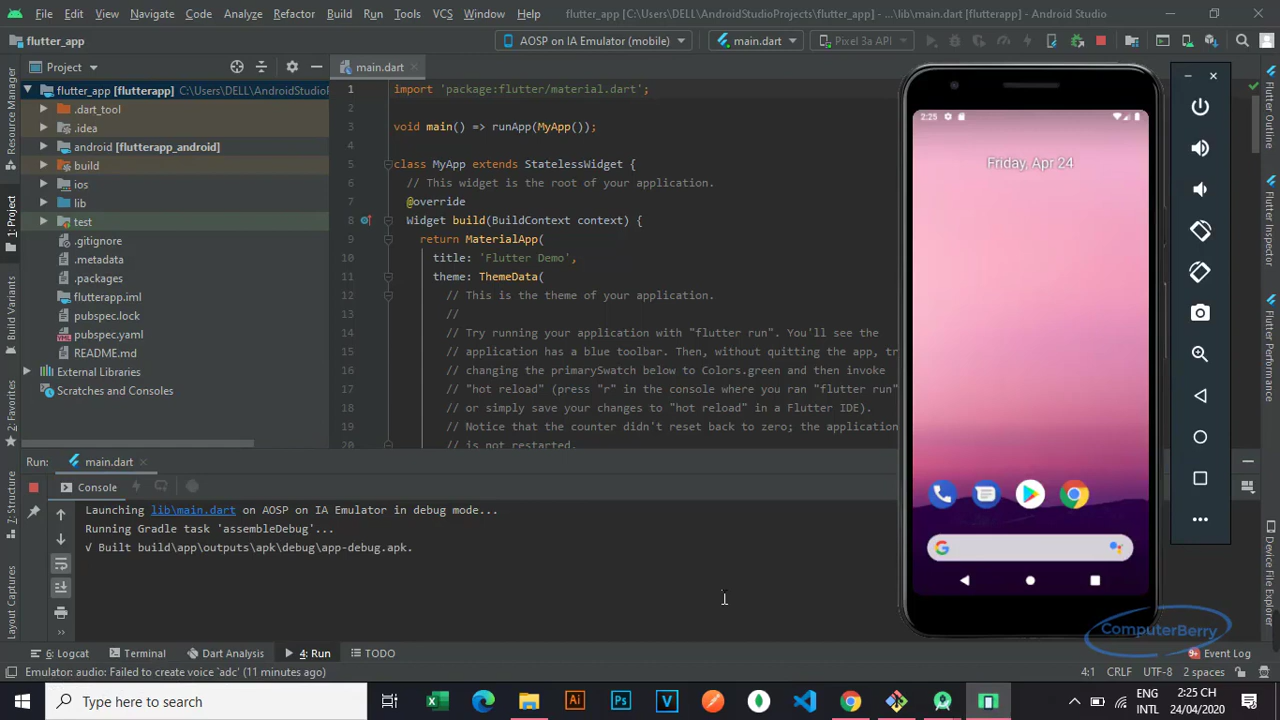 File Edit View Navigate Code Analyze Refactor Build Run Tools VCS Window Help flutter_app [C:\USERS\DELL\AndroidStudioProjects\flutter_app] - ...\lib\main.dart [flutterapp] - Android Studio
flutter_app
AOSP on IA Emulator (mobile)
main.dart
Pixel 3a API
Project
main.dart
flutter_app [flutterapp] C:\Users\DELL\AndroidStudioF
.dart_tool
.idea
android [flutterapp_android]
build
ios
lib
test
.gitignore
.metadata
.packages
flutterapp.iml
pubspec.lock
pubspec.yaml
README.md
External Libraries
Scratches and Consoles
Resource Manager
1: Project
Build Variants
2: Favorites
7: Structure
Layout Captures
1 import 'package:flutter/material.dart';
2
3 void main() => runApp(MyApp());
4
5 class MyApp extends StatelessWidget {
6 // This widget is the root of your application.
7 @override
8 Widget build(BuildContext context) {
9 return MaterialApp(
10 title: 'Flutter Demo',
11 theme: ThemeData(
12 // This is the theme of your application.
13 //
14 // Try running your application with "flutter run". You'll see the
15 // application has a blue toolbar. Then, without quitting the app, tr
16 // changing the primarySwatch below to Colors.green and then invoke
17 // "hot reload" (press "r" in the console where you ran "flutter run"
18 // or simply save your changes to "hot reload" in a Flutter IDE).
19 // Notice that the counter didn't reset back to zero; the application
20 // is not restarted.
2:25
Friday, Apr 24
Flutter Outline
Flutter Inspector
Flutter Performance
Device File Explorer
Run: main.dart
Console
Launching lib\main.dart on AOSP on IA Emulator in debug mode...
Running Gradle task 'assembleDebug'...
√ Built build\app\outputs\apk\debug\app-debug.apk.
ComputerBerry
6: Logcat Terminal Dart Analysis 4: Run TODO Event Log
Emulator: audio: Failed to create voice 'adc' (11 minutes ago) 4:1 CRLF UTF-8 2 spaces
Type here to search
ENG
INTL
2:25 CH
24/04/2020